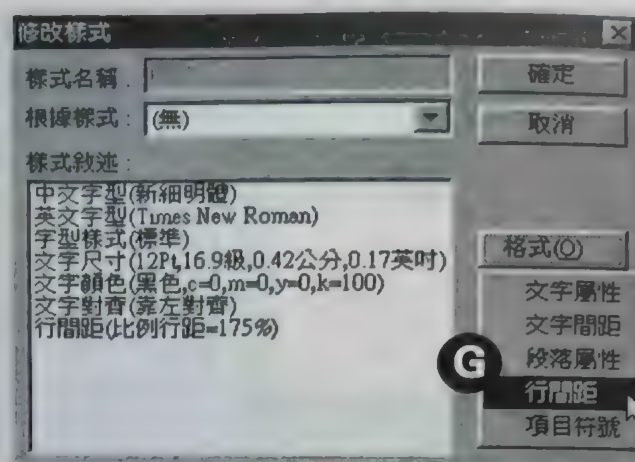 修改樣式
樣式名稱：
確定
根據樣式：(無)
取消
樣式敘述：
中文字型(新細明體)
英文字型(Times New Roman)
字型樣式(標準)
文字尺寸(12Pt,16.9級,0.42公分,0.17英吋)
文字顏色(黑色,c=0,m=0,y=0,k=100)
文字對齊(靠左對齊)
行間距(比例行距=175%)
格式(O)
文字屬性
文字間距
段落屬性
G
行間距
項目符號